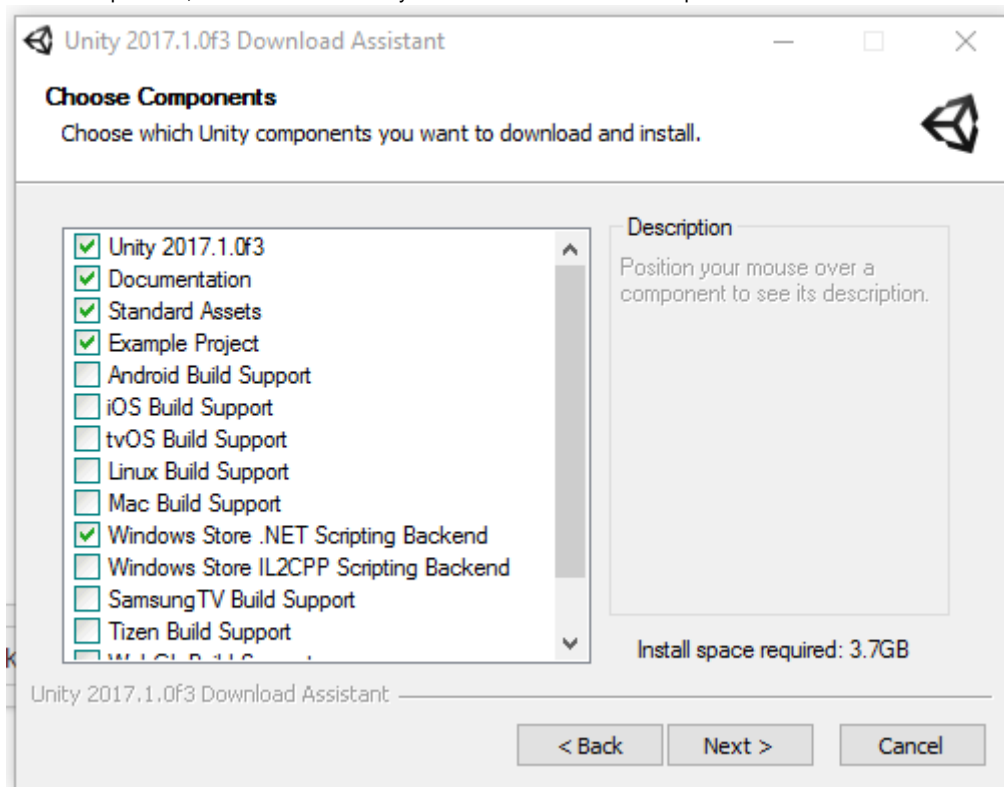 Unity 2017.1.0f3 Download Assistant
Choose Components
Choose which Unity components you want to download and install.
Unity 2017.1.0f3
Documentation
Standard Assets
Example Project
Android Build Support
iOS Build Support
tvOS Build Support
Linux Build Support
Mac Build Support
Windows Store .NET Scripting Backend
Windows Store IL2CPP Scripting Backend
SamsungTV Build Support
Tizen Build Support
Description
Position your mouse over a
component to see its description.
Install space required: 3.7GB
Unity 2017.1.0f3 Download Assistant
< Back
Next >
Cancel